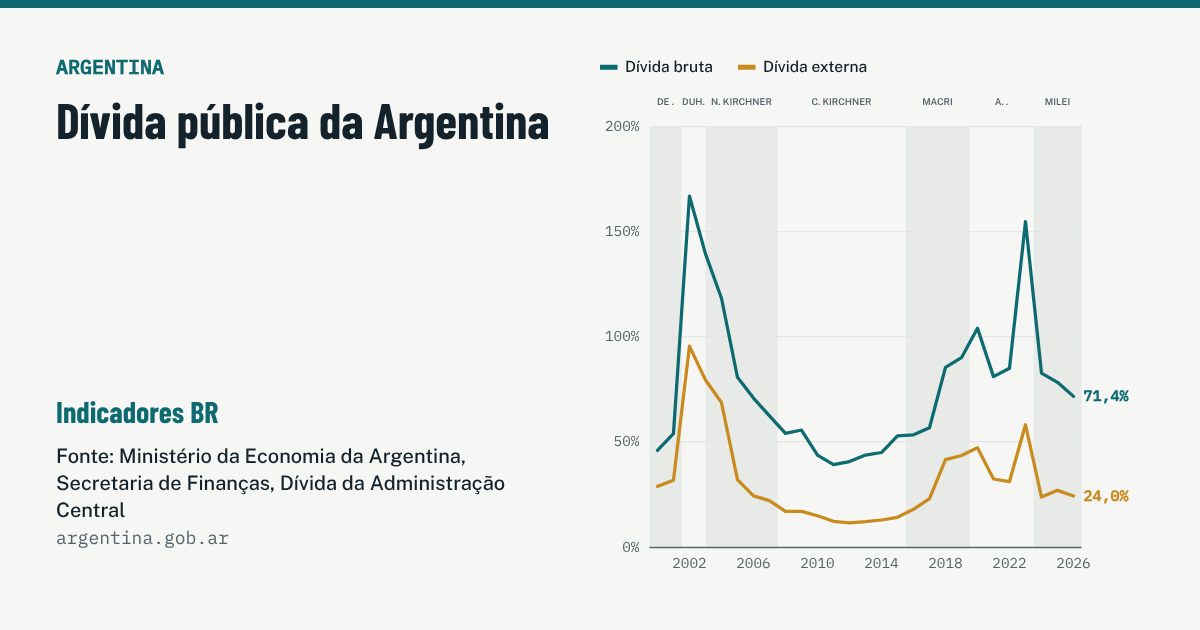 ARGENTINA
Dívida pública da Argentina
Indicadores BR
Fonte: Ministério da Economia da Argentina,
Secretaria de Finanças, Dívida da Administração
Central
argentina.gob.ar
Dívida bruta Dívida externa
DE. DUH. N. KIRCHNER C. KIRCHNER MACRI A.. MILEI
200%
150%
100%
50%
0%
71,4%
24,0%
2002 2006 2010 2014 2018 2022 2026